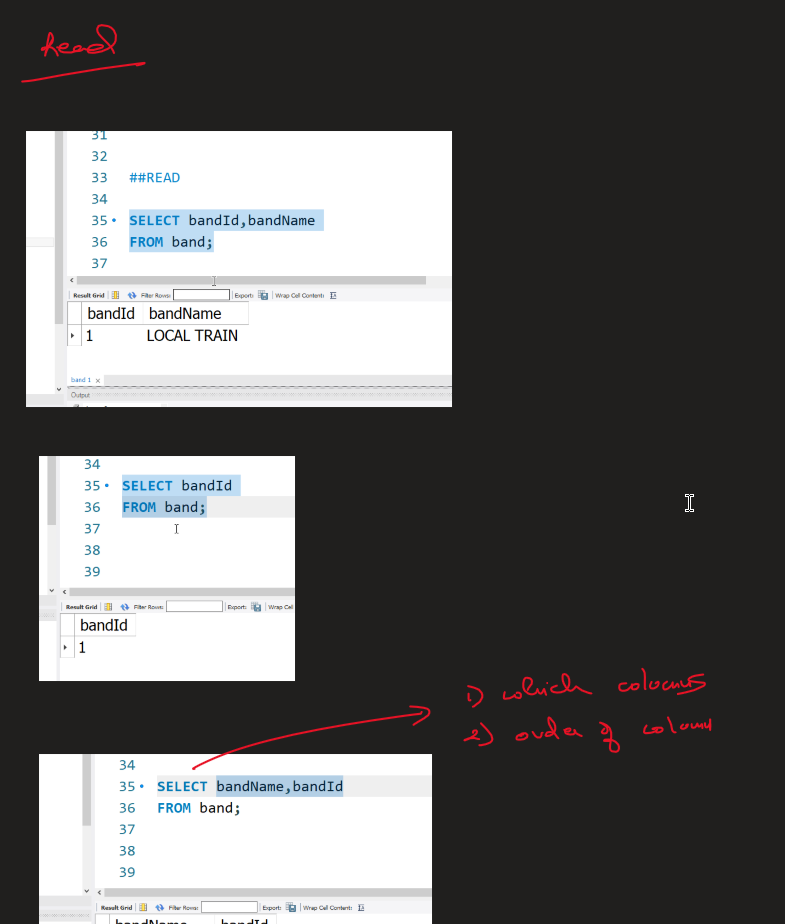 Read
31
32
33 ##READ
34
35 SELECT bandId,bandName
36 FROM band;
37
Result Grid Filter Rows: Export: Wrap Cell Content:
bandId bandName
1 LOCAL TRAIN
band 1 x
Output
34
35 SELECT bandId
36 FROM band;
37
38
39
Result Grid Filter Rows: Export: Wrap Cell
bandId
1
1) which columns
2) order of column
34
35 SELECT bandName,bandId
36 FROM band;
37
38
39
Result Grid Filter Rows: Export: Wrap Cell Content:
bandName bandId